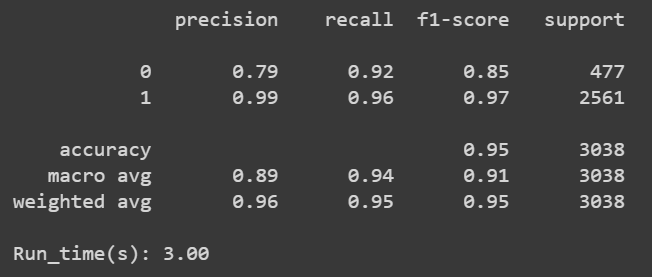 precision recall f1-score support
0 0.79 0.92 0.85 477
1 0.99 0.96 0.97 2561
accuracy 0.95 3038
macro avg 0.89 0.94 0.91 3038
weighted avg 0.96 0.95 0.95 3038
Run_time(s): 3.00